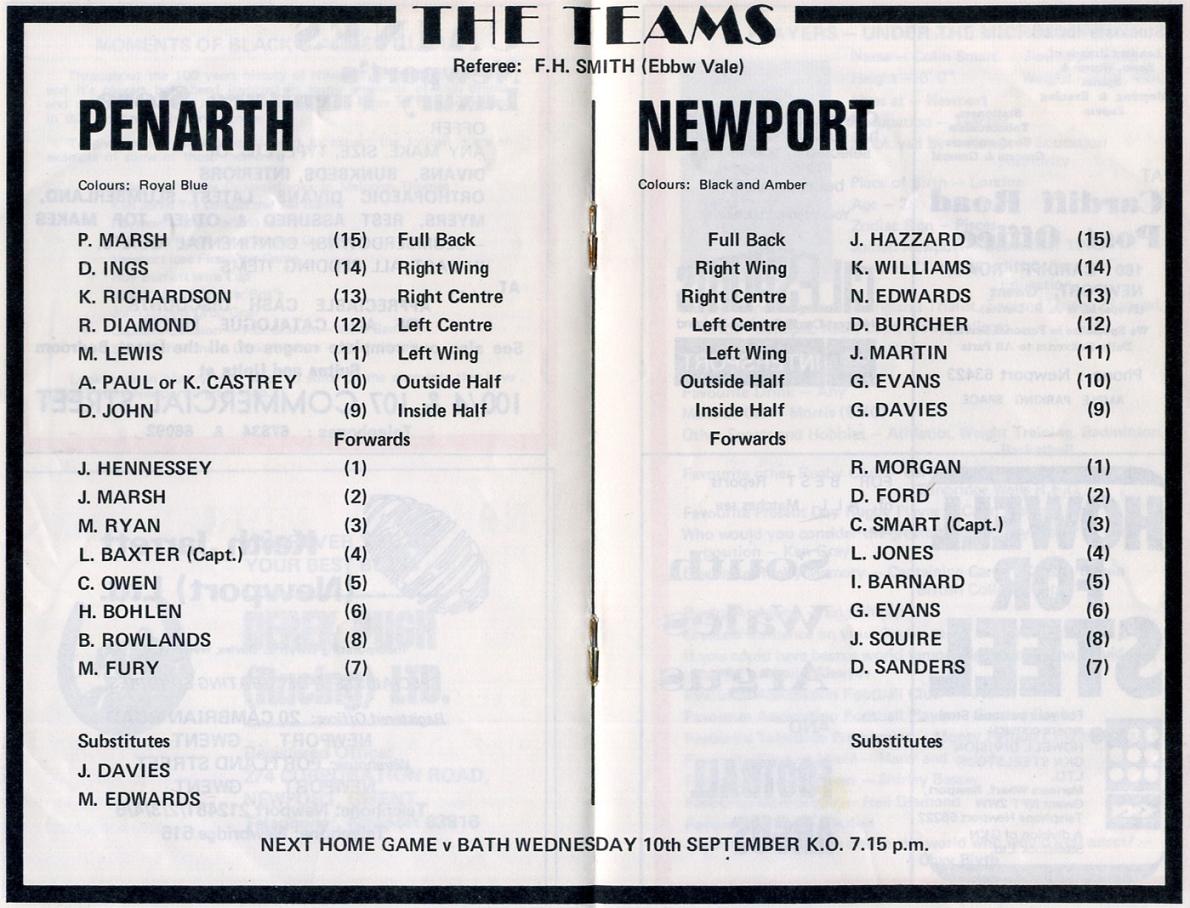 THE TEAMS
Referee: F.H. SMITH (Ebbw Vale)
PENARTH
Colours: Royal Blue
P. MARSH (15) Full Back
D. INGS (14) Right Wing
K. RICHARDSON (13) Right Centre
R. DIAMOND (12) Left Centre
M. LEWIS (11) Left Wing
A. PAUL or K. CASTREY (10) Outside Half
D. JOHN (9) Inside Half
Forwards
J. HENNESSEY (1)
J. MARSH (2)
M. RYAN (3)
L. BAXTER (Capt.) (4)
C. OWEN (5)
H. BOHLEN (6)
B. ROWLANDS (8)
M. FURY (7)
Substitutes
J. DAVIES
M. EDWARDS
NEWPORT
Colours: Black and Amber
Full Back J. HAZZARD (15)
Right Wing K. WILLIAMS (14)
Right Centre N. EDWARDS (13)
Left Centre D. BURCHER (12)
Left Wing J. MARTIN (11)
Outside Half G. EVANS (10)
Inside Half G. DAVIES (9)
Forwards
R. MORGAN (1)
D. FORD (2)
C. SMART (Capt.) (3)
L. JONES (4)
I. BARNARD (5)
G. EVANS (6)
J. SQUIRE (8)
D. SANDERS (7)
Substitutes
NEXT HOME GAME v BATH WEDNESDAY 10th SEPTEMBER K.O. 7.15 p.m.